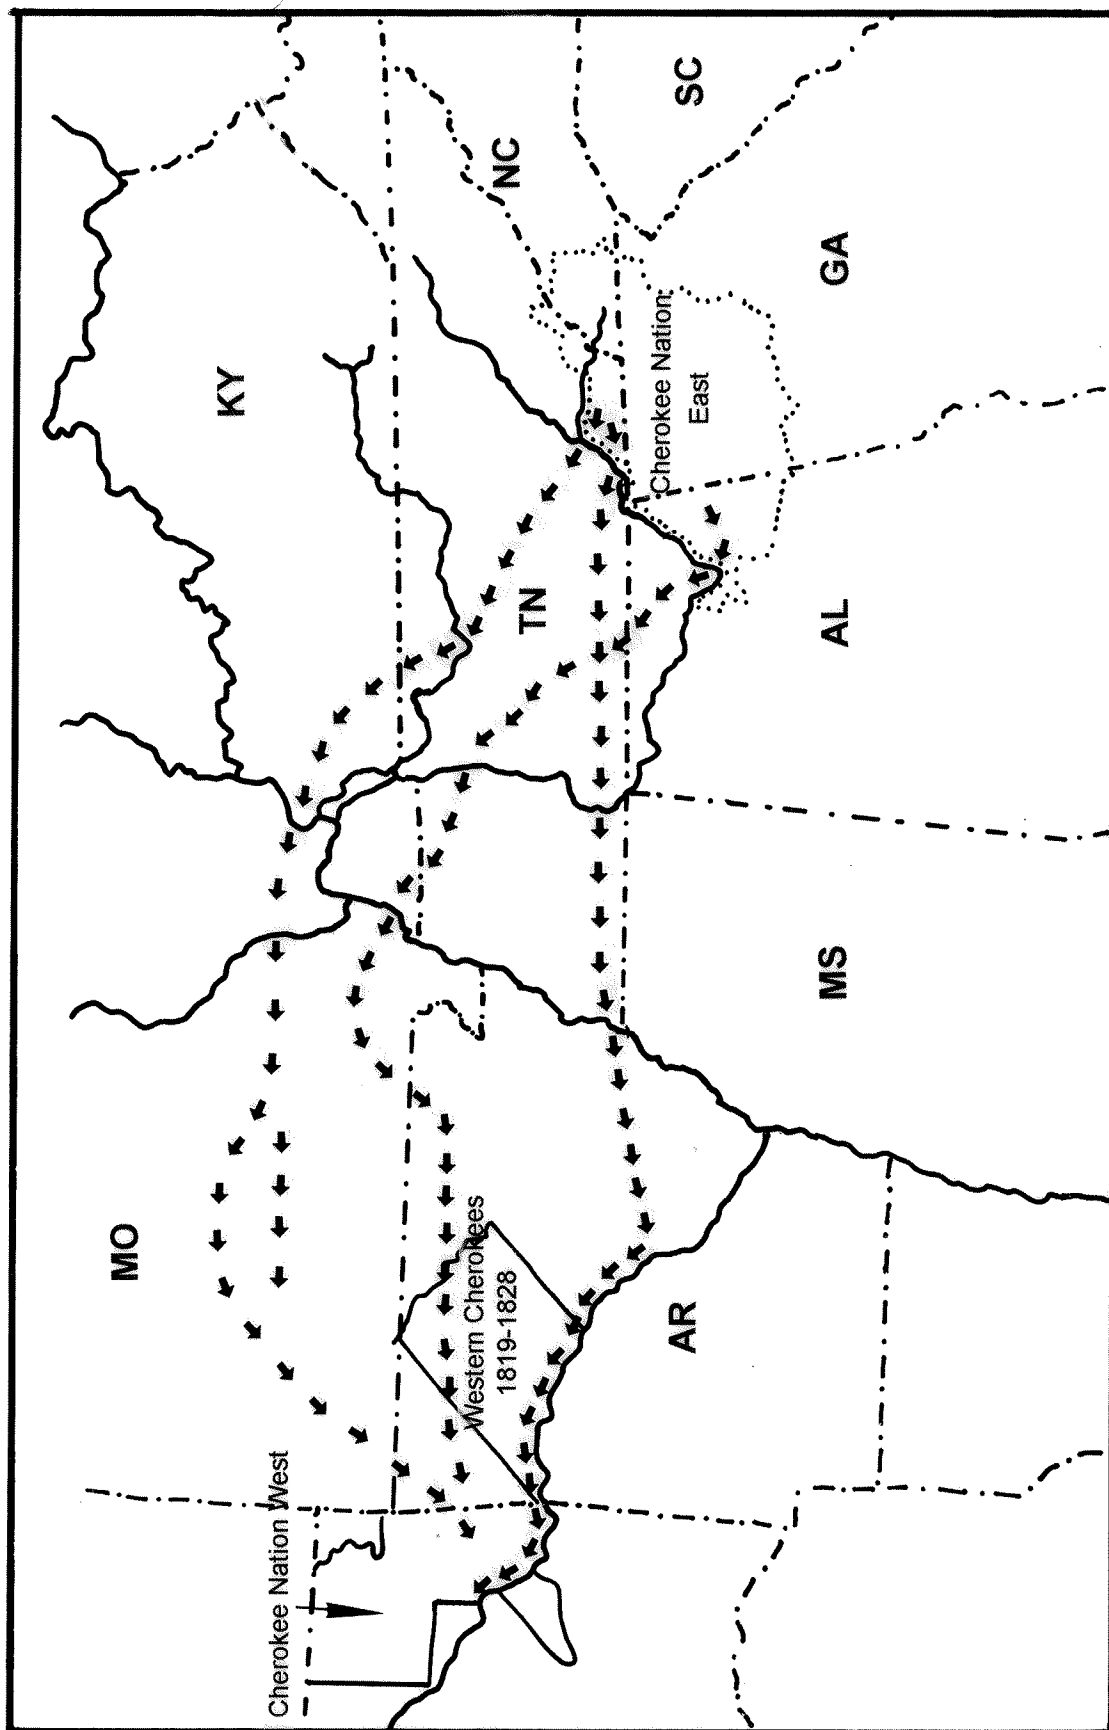 Cherokee Nation West
MO
KY
Western Cherokees
1819-1828
TN
NC
SC
Cherokee Nation
East
AR
MS
AL
GA